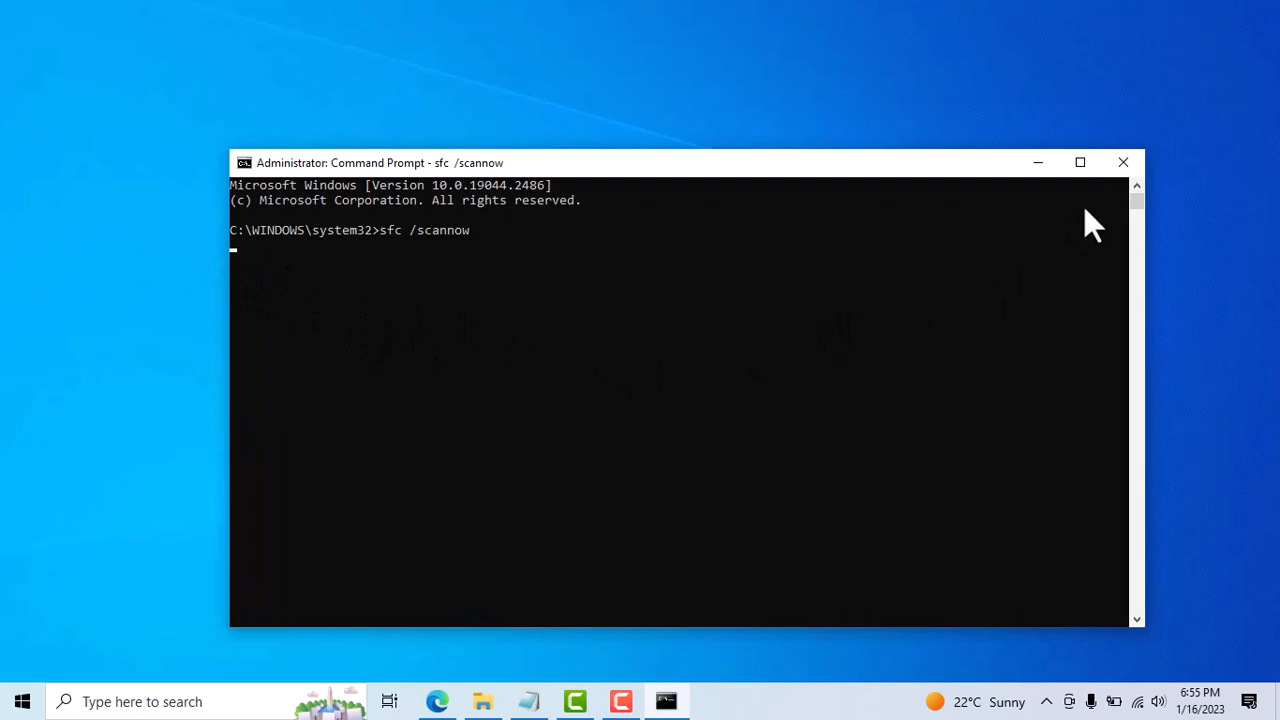 Administrator: Command Prompt - sfc  /scannow
Microsoft Windows [Version 10.0.19044.2486]
(c) Microsoft Corporation. All rights reserved.
C:\WINDOWS\system32>sfc /scannow
Type here to search
22°C Sunny
6:55 PM
1/16/2023